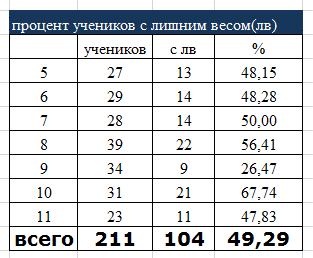 процент учеников с лишним весом(лв)
учеников с лв %
5 27 13 48,15
6 29 14 48,28
7 28 14 50,00
8 39 22 56,41
9 34 9 26,47
10 31 21 67,74
11 23 11 47,83
всего 211 104 49,29